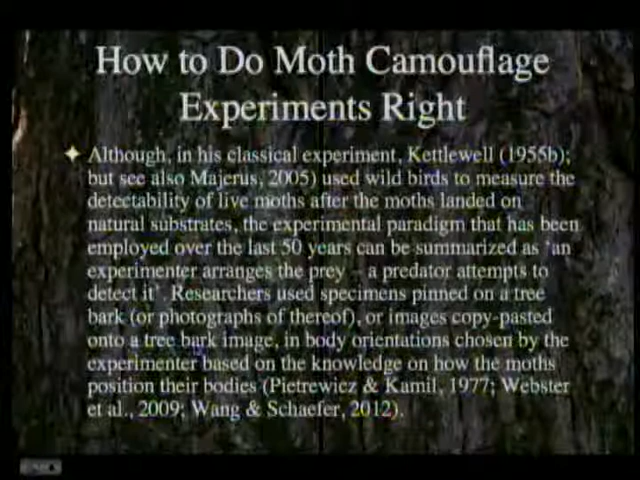 How to Do Moth Camouflage
Experiments Right
Although, in his classical experiment, Kettlewell (1955b);
but see also Majerus, 2005) used wild birds to measure the
detectability of live moths after the moths landed on
natural substrates, the experimental paradigm that has been
employed over the last 50 years can be summarized as ‘an
experimenter arranges the prey – a predator attempts to
detect it’. Researchers used specimens pinned on a tree
bark (or photographs of thereof), or images copy-pasted
onto a tree bark image, in body orientations chosen by the
experimenter based on the knowledge on how the moths
position their bodies (Pietrewicz & Kamil, 1977; Webster
et al., 2009; Wang & Schaefer, 2012).